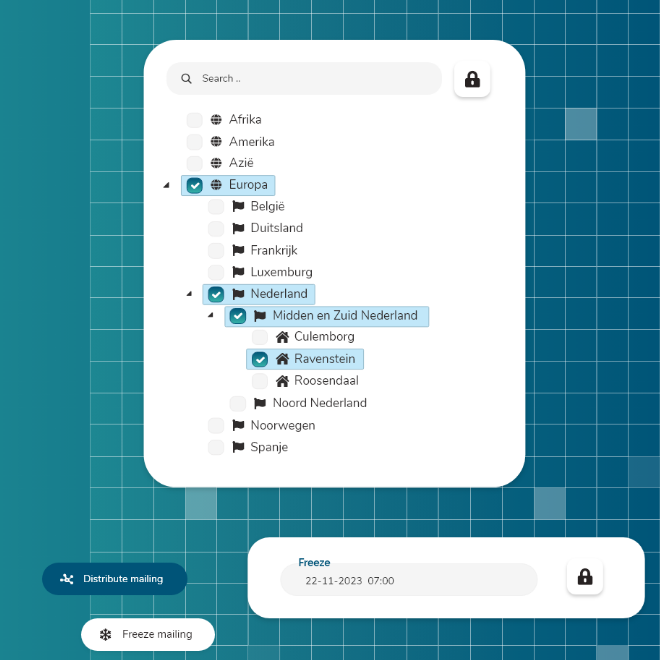 Search ..
Afrika
Amerika
Azië
Europa
België
Duitsland
Frankrijk
Luxemburg
Nederland
Midden en Zuid Nederland
Culemborg
Ravenstein
Roosendaal
Noord Nederland
Noorwegen
Spanje
Freeze
22-11-2023 07:00
Distribute mailing
Freeze mailing